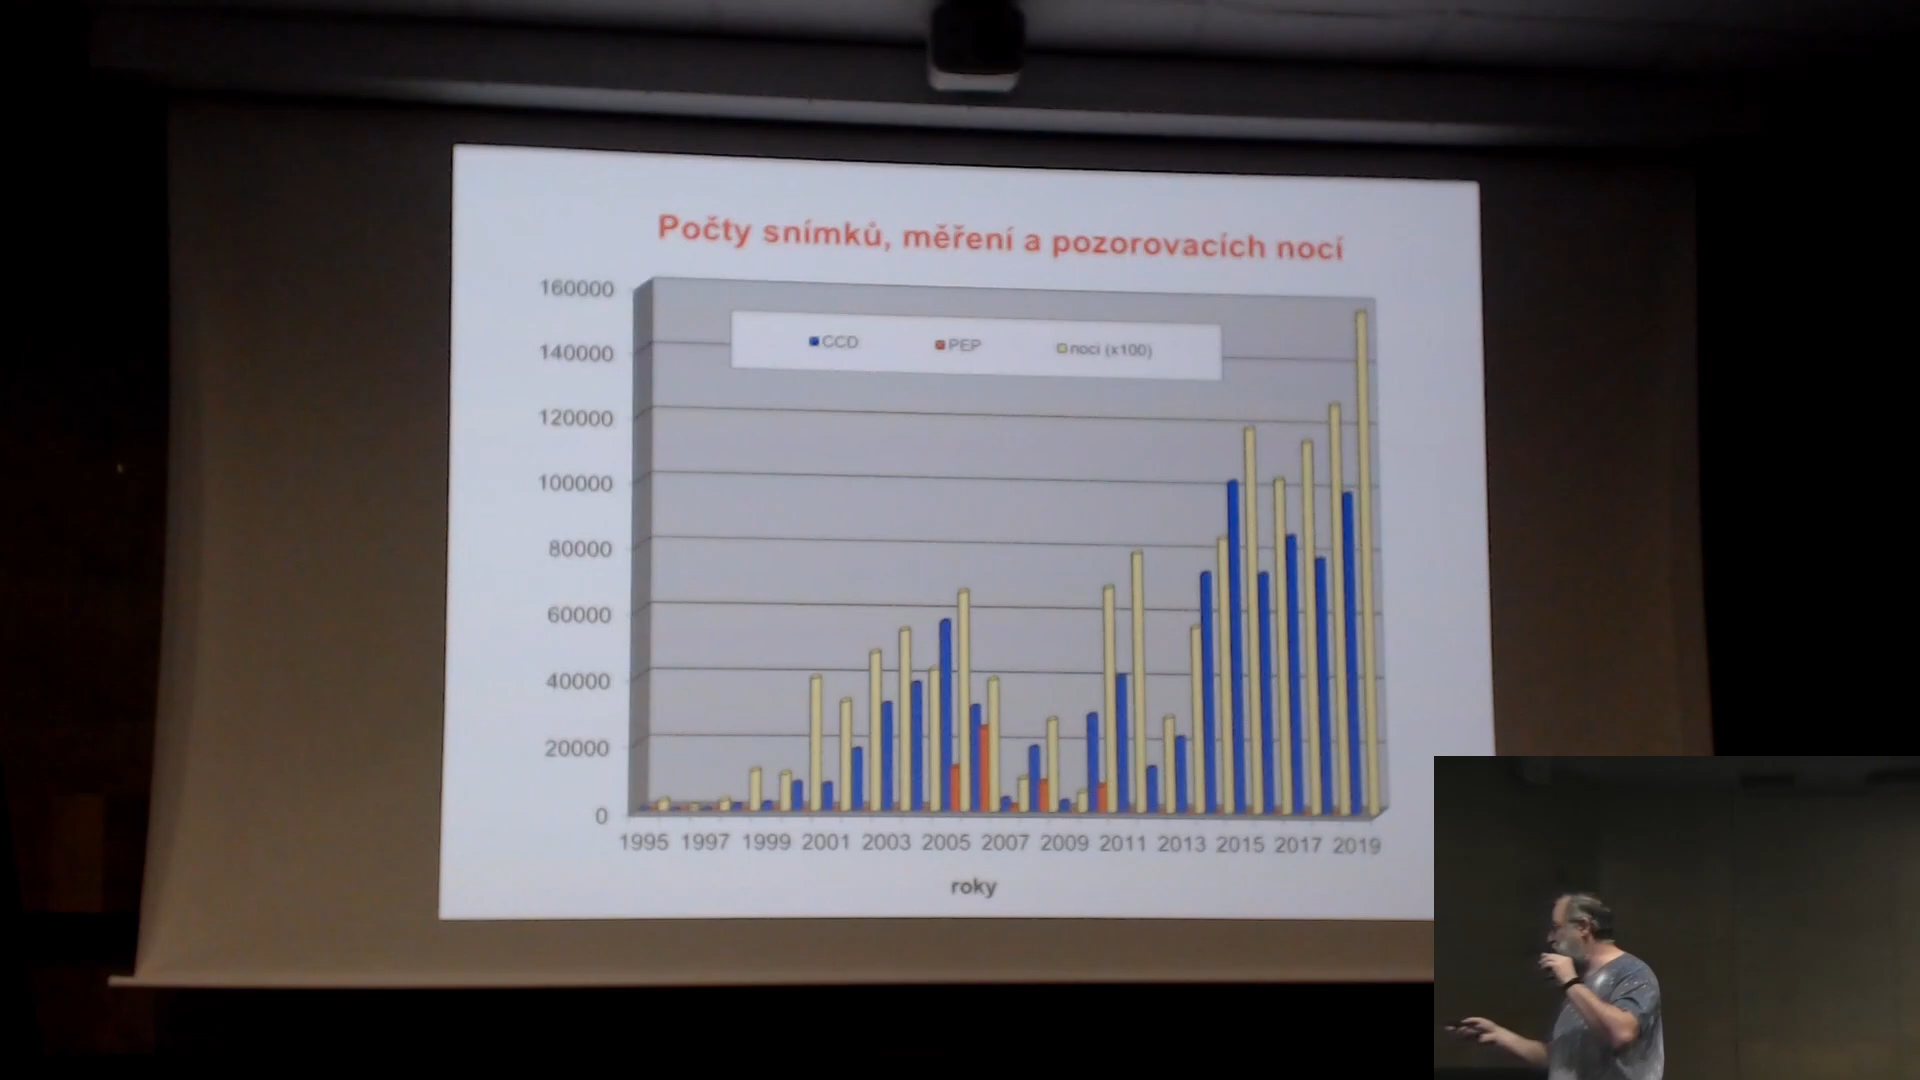 Počty snímků, měření a pozorovacích nocí
160000
140000
120000
100000
80000
60000
40000
20000
0
CCD PEP nocí (x100)
1995 1997 1999 2001 2003 2005 2007 2009 2011 2013 2015 2017 2019
roky